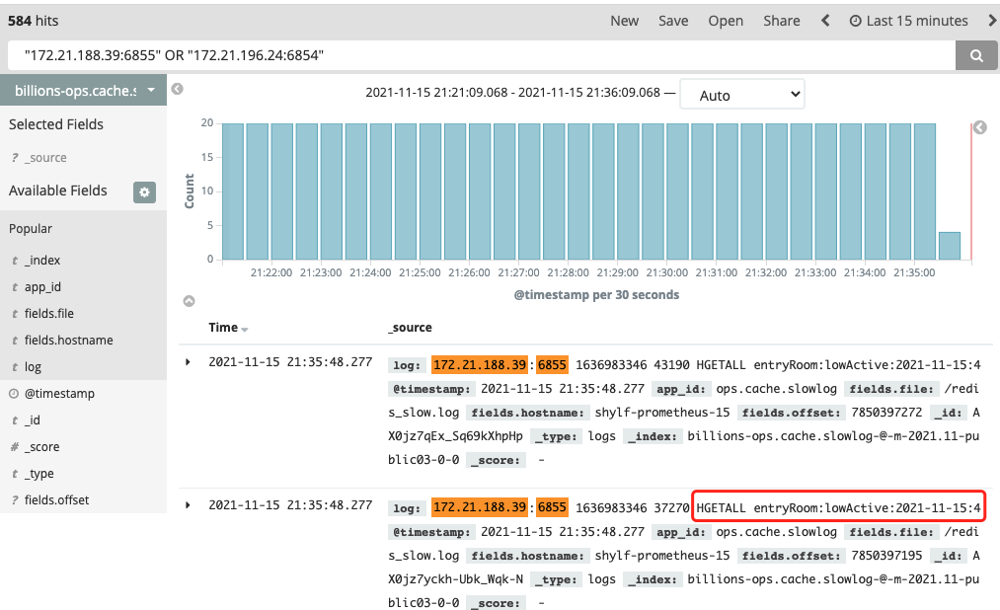 584 hits
New Save Open Share Last 15 minutes
"172.21.188.39:6855" OR "172.21.196.24:6854"
billions-ops.cache.s
2021-11-15 21:21:09.068 - 2021-11-15 21:36:09.068 — Auto
Selected Fields
? _source
Available Fields
Popular
t _index
t app_id
t fields.file
t fields.hostname
t log
@timestamp
t _id
# _score
t _type
? fields.offset
Count
20
15
10
5
0
21:22:00 21:23:00 21:24:00 21:25:00 21:26:00 21:27:00 21:28:00 21:29:00 21:30:00 21:31:00 21:32:00 21:33:00 21:34:00 21:35:00
@timestamp per 30 seconds
Time _source
2021-11-15 21:35:48.277 log: 172.21.188.39:6855 1636983346 43190 HGETALL entryRoom:lowActive:2021-11-15:4
@timestamp: 2021-11-15 21:35:48.277 app_id: ops.cache.slowlog fields.file: /redi
s_slow.log fields.hostname: shylf-prometheus-15 fields.offset: 7850397272 _id: A
X0jz7qEx_Sq69kXhpHp _type: logs _index: billions-ops.cache.slowlog-@-m-2021.11-pu
blic03-0-0 _score: -
2021-11-15 21:35:48.277 log: 172.21.188.39:6855 1636983346 37270 HGETALL entryRoom:lowActive:2021-11-15:4
@timestamp: 2021-11-15 21:35:48.277 app_id: ops.cache.slowlog fields.file: /redi
s_slow.log fields.hostname: shylf-prometheus-15 fields.offset: 7850397195 _id: A
X0jz7yckh-Ubk_Wqk-N _type: logs _index: billions-ops.cache.slowlog-@-m-2021.11-pu
blic03-0-0 _score: -